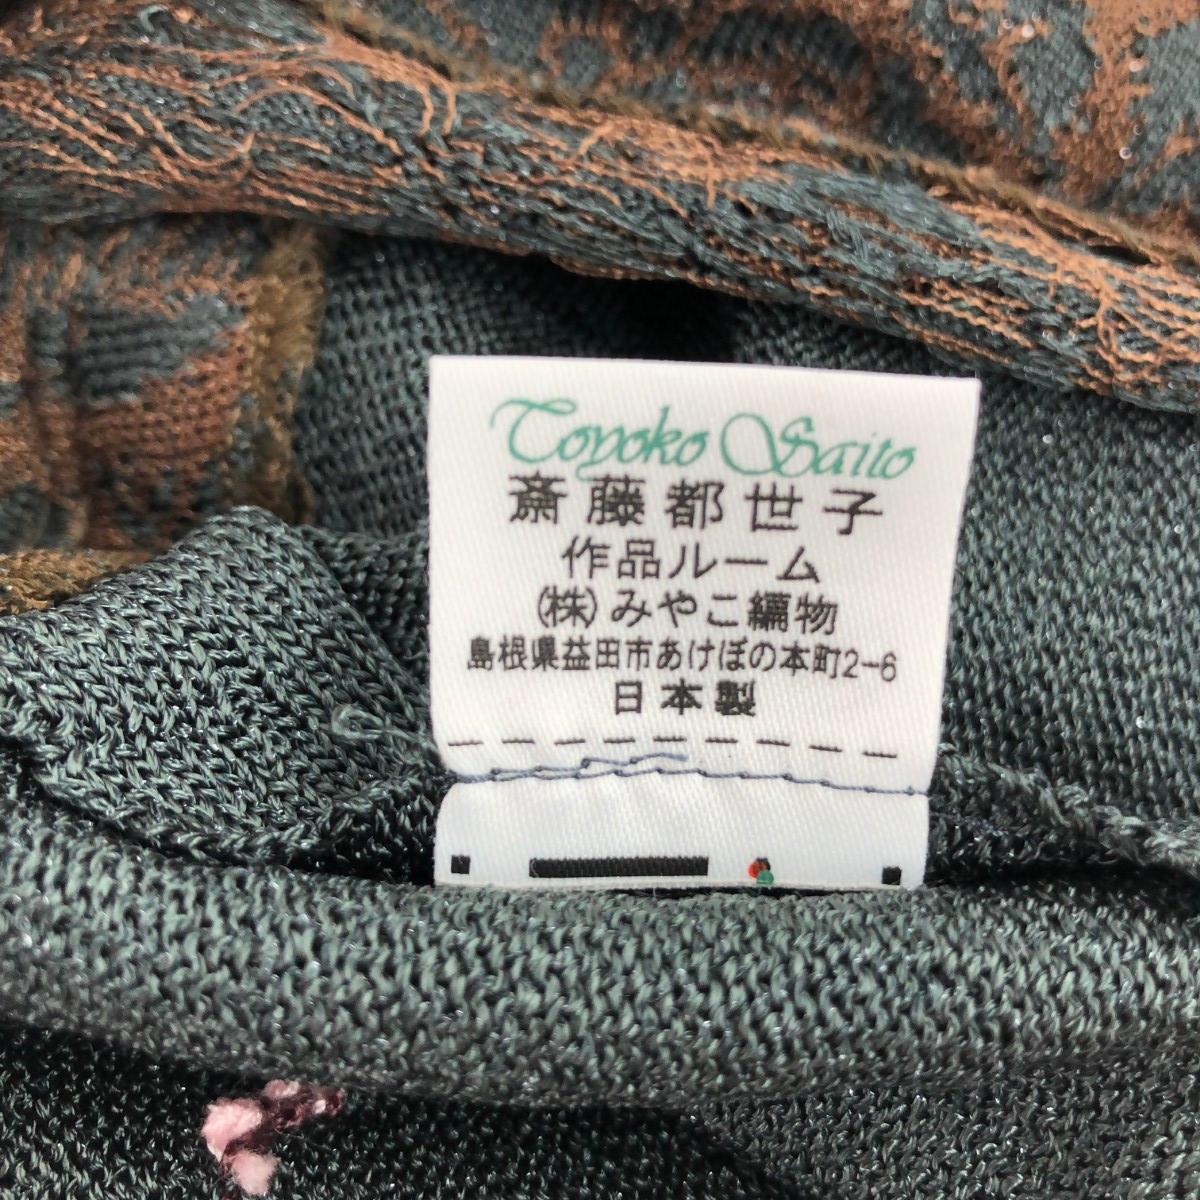 Toyoko Saito
斎藤都世子
作品ルーム
(株)みやこ編物
島根県益田市あけぼの本町2-6
日本製